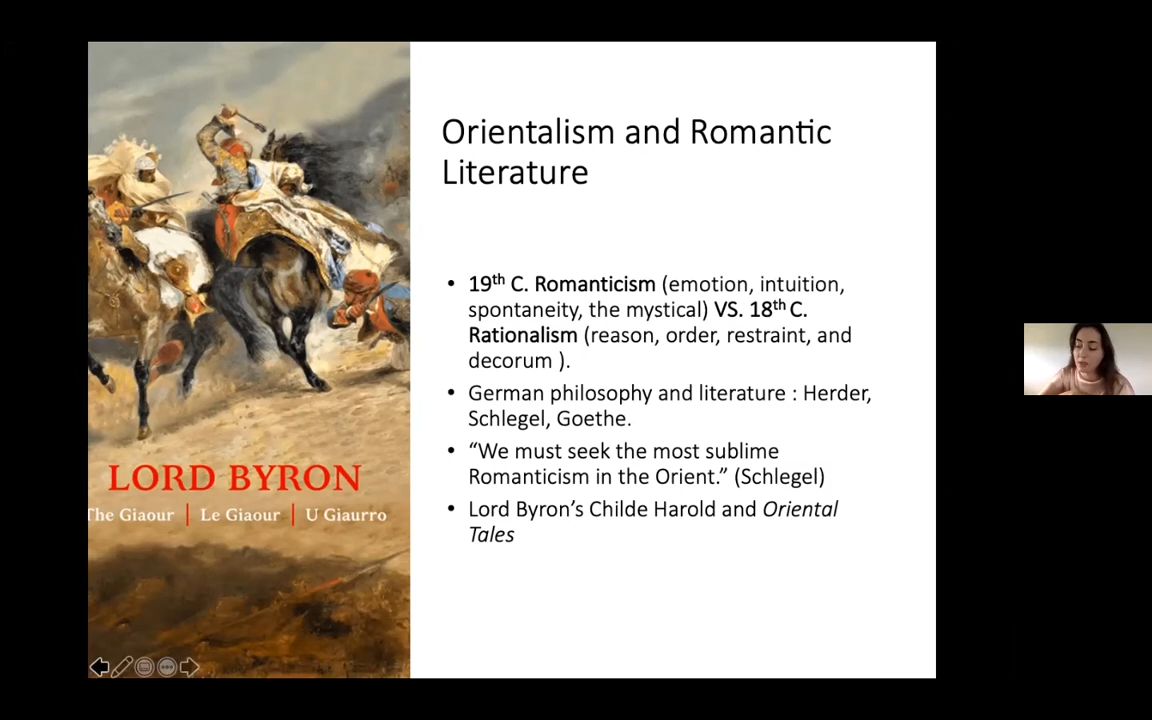 Orientalism and Romantic
Literature
• 19th C. Romanticism (emotion, intuition,
spontaneity, the mystical) VS. 18th C.
Rationalism (reason, order, restraint, and
decorum ).
• German philosophy and literature : Herder,
Schlegel, Goethe.
• “We must seek the most sublime
Romanticism in the Orient.” (Schlegel)
• Lord Byron’s Childe Harold and Oriental
Tales
LORD BYRON
The Giaour | Le Giaour | U Giaurro